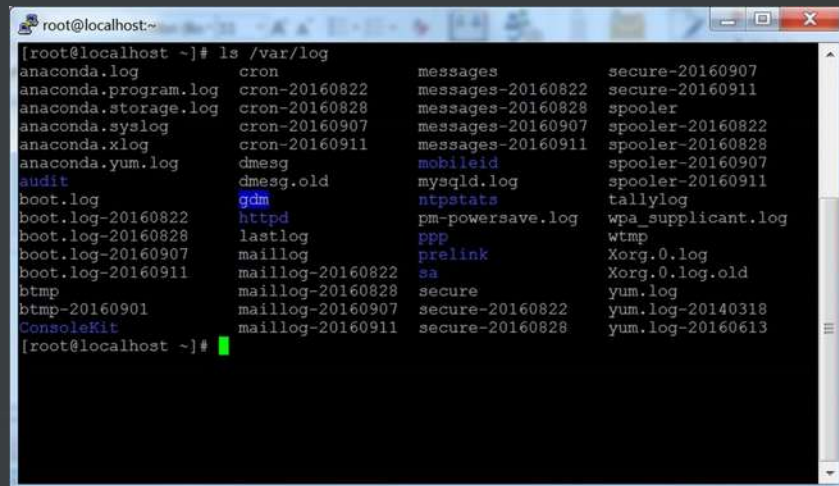 root@localhost:~
[root@localhost ~]# ls /var/log
anaconda.log cron messages secure-20160907
anaconda.program.log cron-20160822 messages-20160822 secure-20160911
anaconda.storage.log cron-20160828 messages-20160828 spooler
anaconda.syslog cron-20160907 messages-20160907 spooler-20160822
anaconda.xlog cron-20160911 messages-20160911 spooler-20160828
anaconda.yum.log dmesg mobileid spooler-20160907
audit dmesg.old mysqld.log spooler-20160911
boot.log gdm ntpstats tallylog
boot.log-20160822 httpd pm-powersave.log wpa_supplicant.log
boot.log-20160828 lastlog ppp wtmp
boot.log-20160907 maillog prelink Xorg.0.log
boot.log-20160911 maillog-20160822 sa Xorg.0.log.old
btmp maillog-20160828 secure yum.log
btmp-20160901 maillog-20160907 secure-20160822 yum.log-20140318
ConsoleKit maillog-20160911 secure-20160828 yum.log-20160613
[root@localhost ~]#